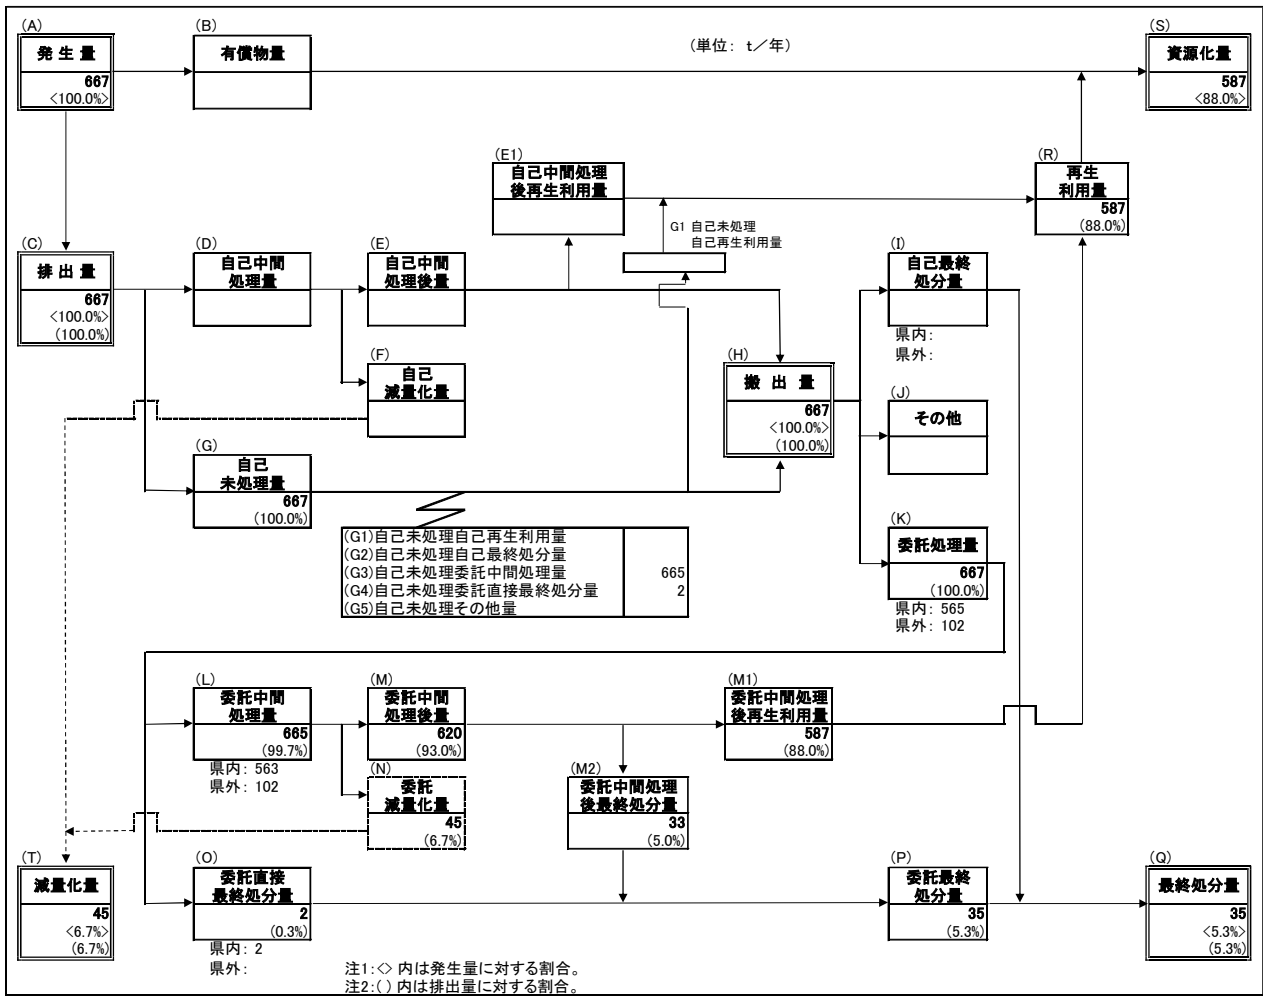 (A)
発生量
667
<100.0%>
(B)
有償物量
(単位: t/年)
(S)
資源化量
587
<88.0%>
(E1)
自己中間処理
後再生利用量
(R)
再生
利用量
587
(88.0%)
G1 自己未処理
自己再生利用量
(C)
排出量
667
<100.0%>
(100.0%)
(D)
自己中間
処理量
(E)
自己中間
処理後量
(I)
自己最終
処分量
県内:
県外:
(F)
自己
減量化量
(H)
搬出量
667
<100.0%>
(100.0%)
(J)
その他
(G)
自己
未処理量
667
(100.0%)
(G1)自己未処理自己再生利用量
(G2)自己未処理自己最終処分量
(G3)自己未処理委託中間処理量 665
(G4)自己未処理委託直接最終処分量 2
(G5)自己未処理その他量
(K)
委託処理量
667
(100.0%)
県内: 565
県外: 102
(L)
委託中間
処理量
665
(99.7%)
県内: 563
県外: 102
(M)
委託中間
処理後量
620
(93.0%)
(M1)
委託中間処理
後再生利用量
587
(88.0%)
(N)
委託
減量化量
45
(6.7%)
(M2)
委託中間処理
後最終処分量
33
(5.0%)
(T)
減量化量
45
<6.7%>
(6.7%)
(O)
委託直接
最終処分量
2
(0.3%)
県内: 2
県外:
(P)
委託最終
処分量
35
(5.3%)
(Q)
最終処分量
35
<5.3%>
(5.3%)
注1:<> 内は発生量に対する割合。
注2:( ) 内は排出量に対する割合。